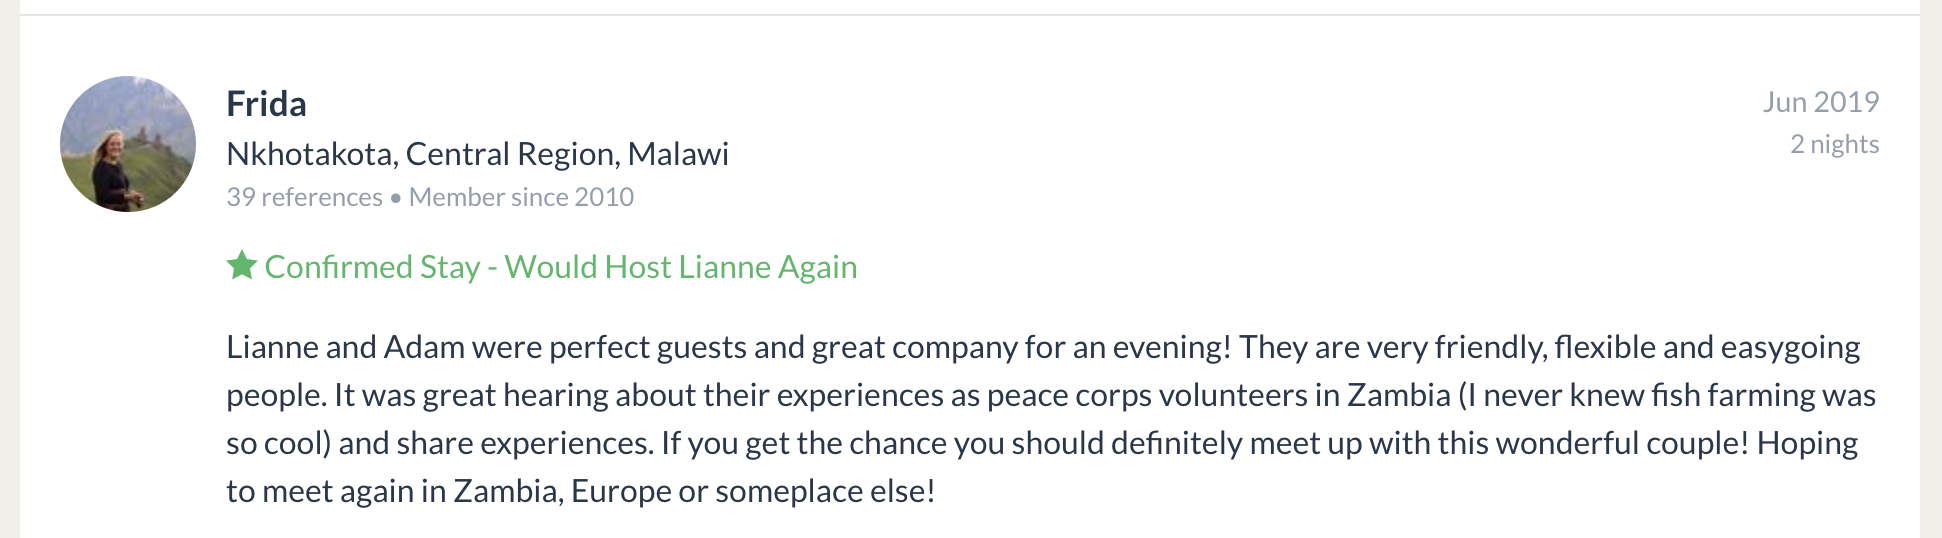 Frida
Jun 2019
Nkhotakota, Central Region, Malawi
2 nights
39 references • Member since 2010
Confirmed Stay - Would Host Lianne Again
Lianne and Adam were perfect guests and great company for an evening! They are very friendly, flexible and easygoing
people. It was great hearing about their experiences as peace corps volunteers in Zambia (I never knew fish farming was
so cool) and share experiences. If you get the chance you should definitely meet up with this wonderful couple! Hoping
to meet again in Zambia, Europe or someplace else!